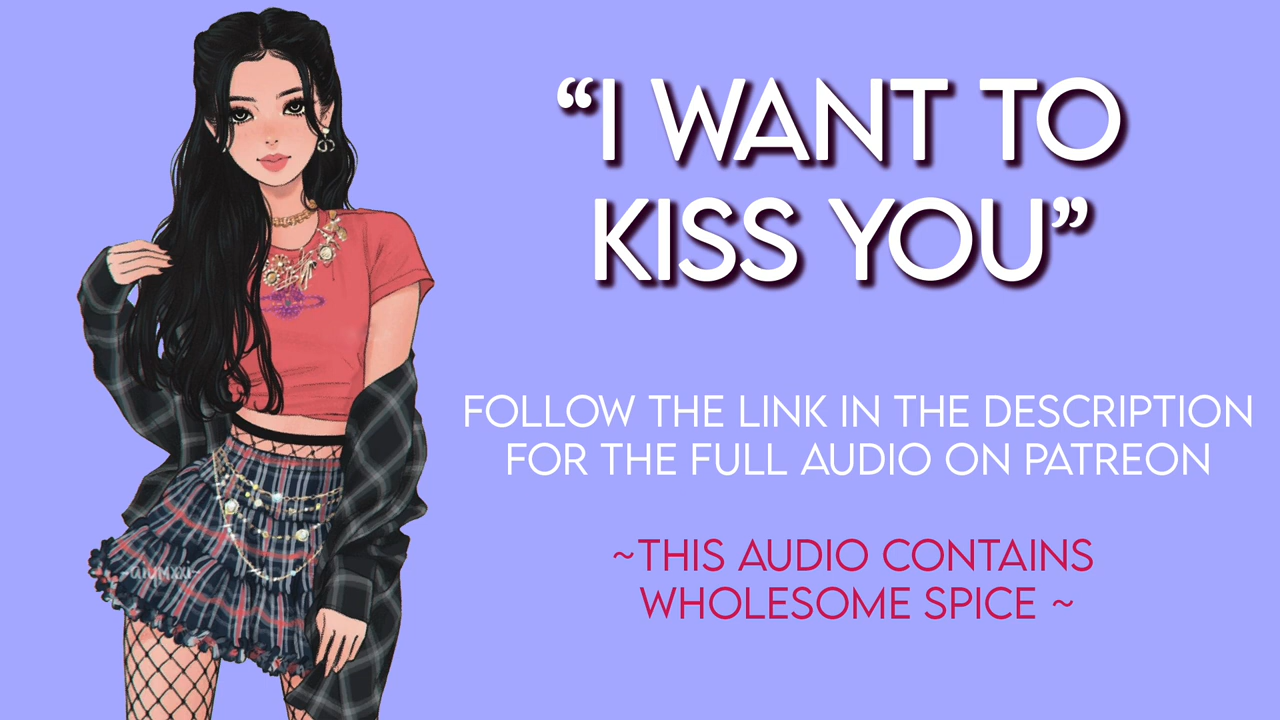 “I WANT TO
KISS YOU”
FOLLOW THE LINK IN THE DESCRIPTION
FOR THE FULL AUDIO ON PATREON
~THIS AUDIO CONTAINS
WHOLESOME SPICE ~